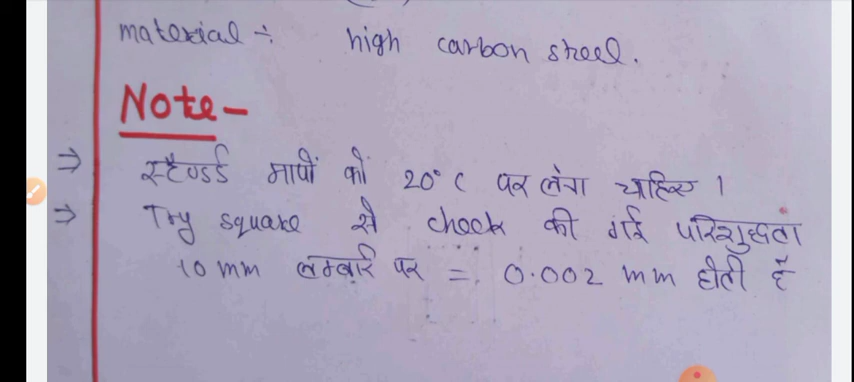 material ÷ high carbon steel.
Note -
⇒ स्टैण्डर्ड मापों को 20°C पर लेना चाहिए।
⇒ Try square से check की गई परिशुद्धता
10 mm लम्बाई पर = 0.002 mm होती है